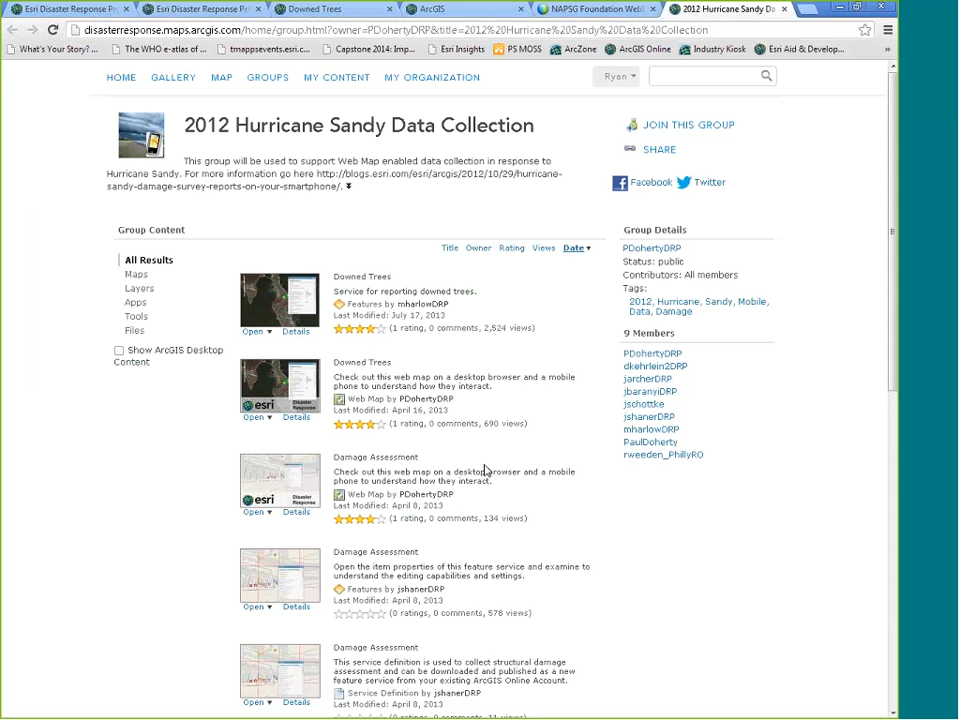 Esri Disaster Response Pr
Esri Disaster Response Pr
Downed Trees
ArcGIS
NAPSG Foundation Webi
2012 Hurricane Sandy Da
disasterresponse.maps.arcgis.com/home/group.html?owner=PDohertyDRP&title=2012%20Hurricane%20Sandy%20Data%20Collection
What's Your Story? ...
The WHO e-atlas of ...
tmappsevents.esri.c...
Capstone 2014: Imp...
Esri Insights
PS MOSS
ArcZone
ArcGIS Online
Industry Kiosk
Esri Aid & Develop...
»
HOME GALLERY MAP GROUPS MY CONTENT MY ORGANIZATION
Ryan
2012 Hurricane Sandy Data Collection
JOIN THIS GROUP
SHARE
This group will be used to support Web Map enabled data collection in response to
Hurricane Sandy. For more information go here http://blogs.esri.com/esri/arcgis/2012/10/29/hurricane-
sandy-damage-survey-reports-on-your-smartphone/.
Facebook Twitter
Group Content
Title Owner Rating Views Date
All Results
Maps
Layers
Apps
Tools
Files
Show ArcGIS Desktop
Content
Downed Trees
Service for reporting downed trees.
Features by mharlowDRP
Last Modified: July 17, 2013
(1 rating, 0 comments, 2,524 views)
Open Details
Downed Trees
Check out this web map on a desktop browser and a mobile
phone to understand how they interact.
Web Map by PDohertyDRP
Last Modified: April 16, 2013
(1 rating, 0 comments, 690 views)
esri Disaster Response
Open Details
Damage Assessment
Check out this web map on a desktop browser and a mobile
phone to understand how they interact.
Web Map by PDohertyDRP
Last Modified: April 8, 2013
(1 rating, 0 comments, 134 views)
esri Disaster Response
Open Details
Damage Assessment
Open the item properties of this feature service and examine to
understand the editing capabilities and settings.
Features by jshanerDRP
Last Modified: April 8, 2013
(0 ratings, 0 comments, 578 views)
Open Details
Damage Assessment
This service definition is used to collect structural damage
assessment and can be downloaded and published as a new
feature service from your existing ArcGIS Online Account.
Service Definition by jshanerDRP
Last Modified: April 8, 2013
(0 ratings, 0 comments, 11 views)
Open Details
Group Details
PDohertyDRP
Status: public
Contributors: All members
Tags:
2012, Hurricane, Sandy, Mobile,
Data, Damage
9 Members
PDohertyDRP
dkehrlein2DRP
jarcherDRP
jbaranyiDRP
jschottke
jshanerDRP
mharlowDRP
PaulDoherty
rweeden_PhillyRO